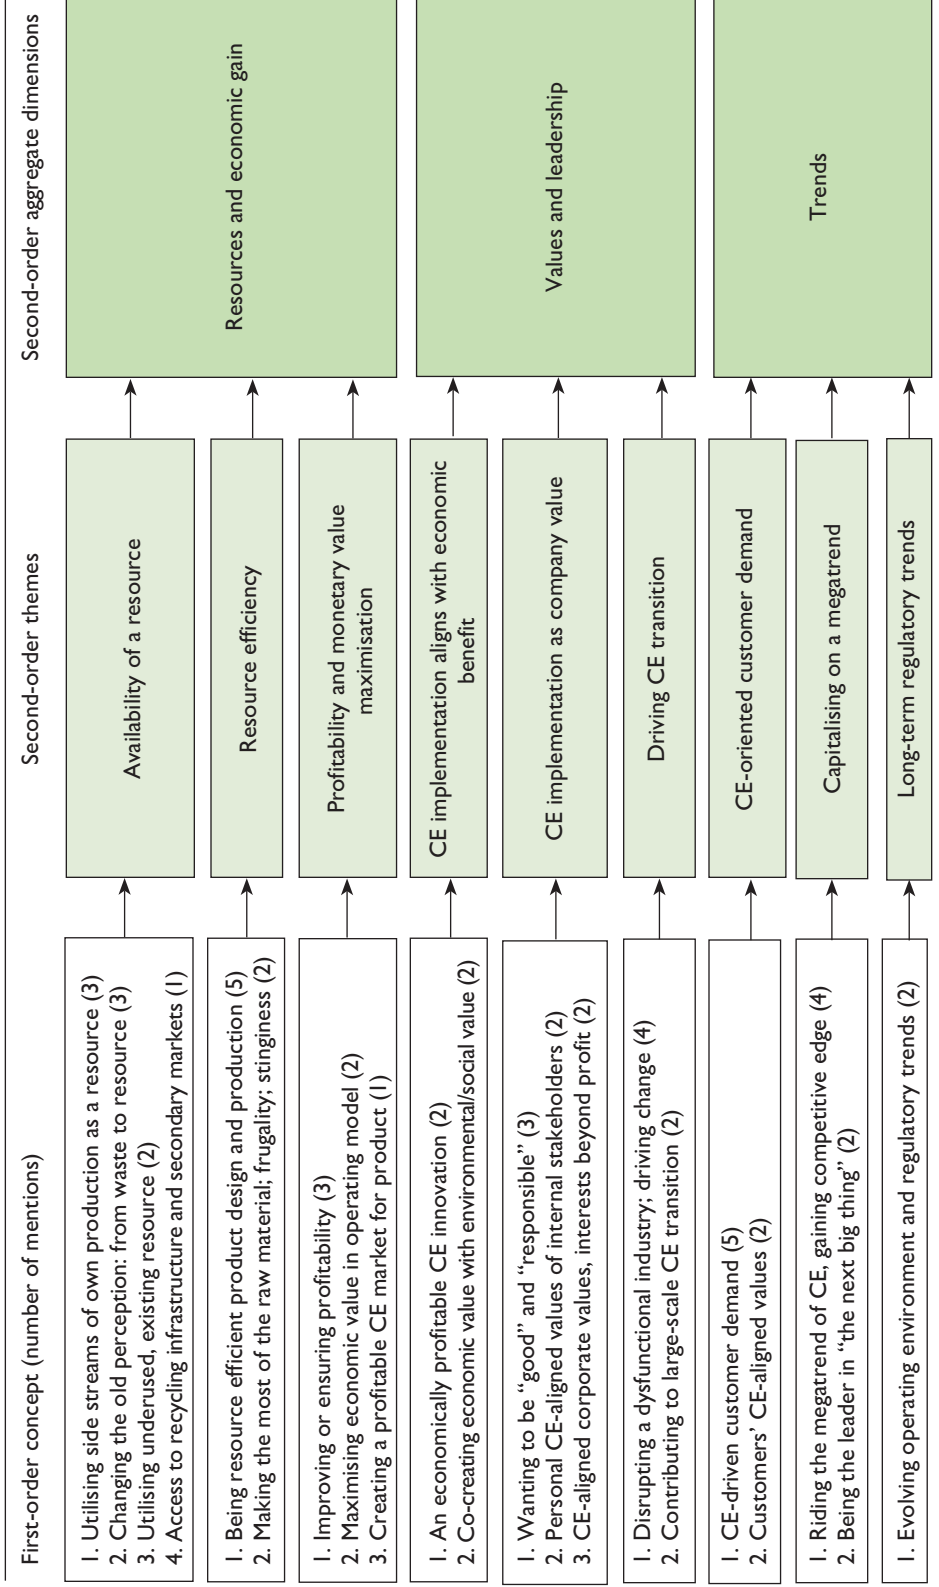 First-order concept (number of mentions)
Second-order themes
Second-order aggregate dimensions
1. Utilising side streams of own production as a resource (3)
2. Changing the old perception: from waste to resource (3)
3. Utilising underused, existing resource (2)
4. Access to recycling infrastructure and secondary markets (1)
Availability of a resource
1. Being resource efficient product design and production (5)
2. Making the most of the raw material; frugality; stinginess (2)
Resource efficiency
1. Improving or ensuring profitability (3)
2. Maximising economic value in operating model (2)
3. Creating a profitable CE market for product (1)
Profitability and monetary value
maximisation
Resources and economic gain
1. An economically profitable CE innovation (2)
2. Co-creating economic value with environmental/social value (2)
CE implementation aligns with economic
benefit
1. Wanting to be “good” and “responsible” (3)
2. Personal CE-aligned values of internal stakeholders (2)
3. CE-aligned corporate values, interests beyond profit (2)
CE implementation as company value
1. Disrupting a dysfunctional industry; driving change (4)
2. Contributing to large-scale CE transition (2)
Driving CE transition
Values and leadership
1. CE-driven customer demand (5)
2. Customers’ CE-aligned values (2)
CE-oriented customer demand
1. Riding the megatrend of CE, gaining competitive edge (4)
2. Being the leader in “the next big thing” (2)
Capitalising on a megatrend
1. Evolving operating environment and regulatory trends (2)
Long-term regulatory trends
Trends